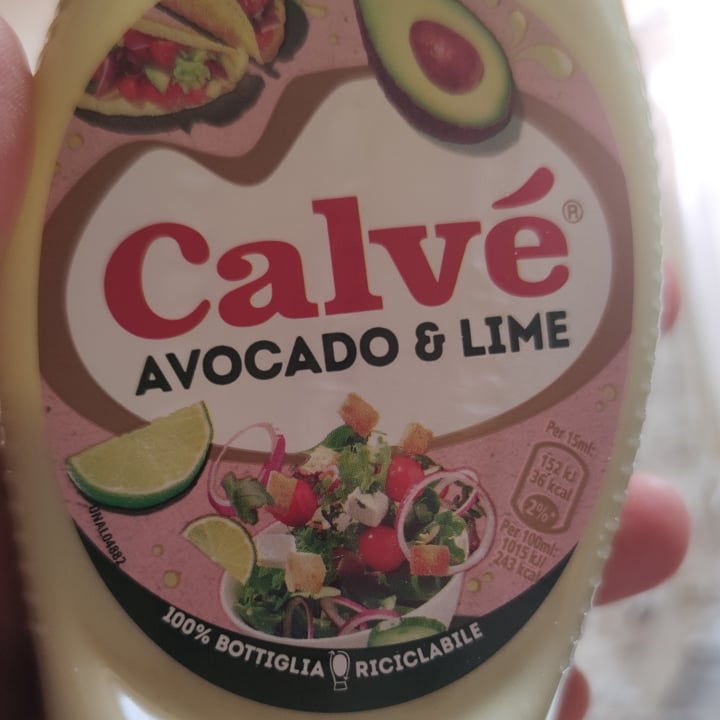 Calvé®
AVOCADO & LIME
Per 15ml:
152 kJ
36 kcal
2%*
Per 100ml:
1015 kJ/
243 kcal
UNAL04882
100% BOTTIGLIA RICICLABILE